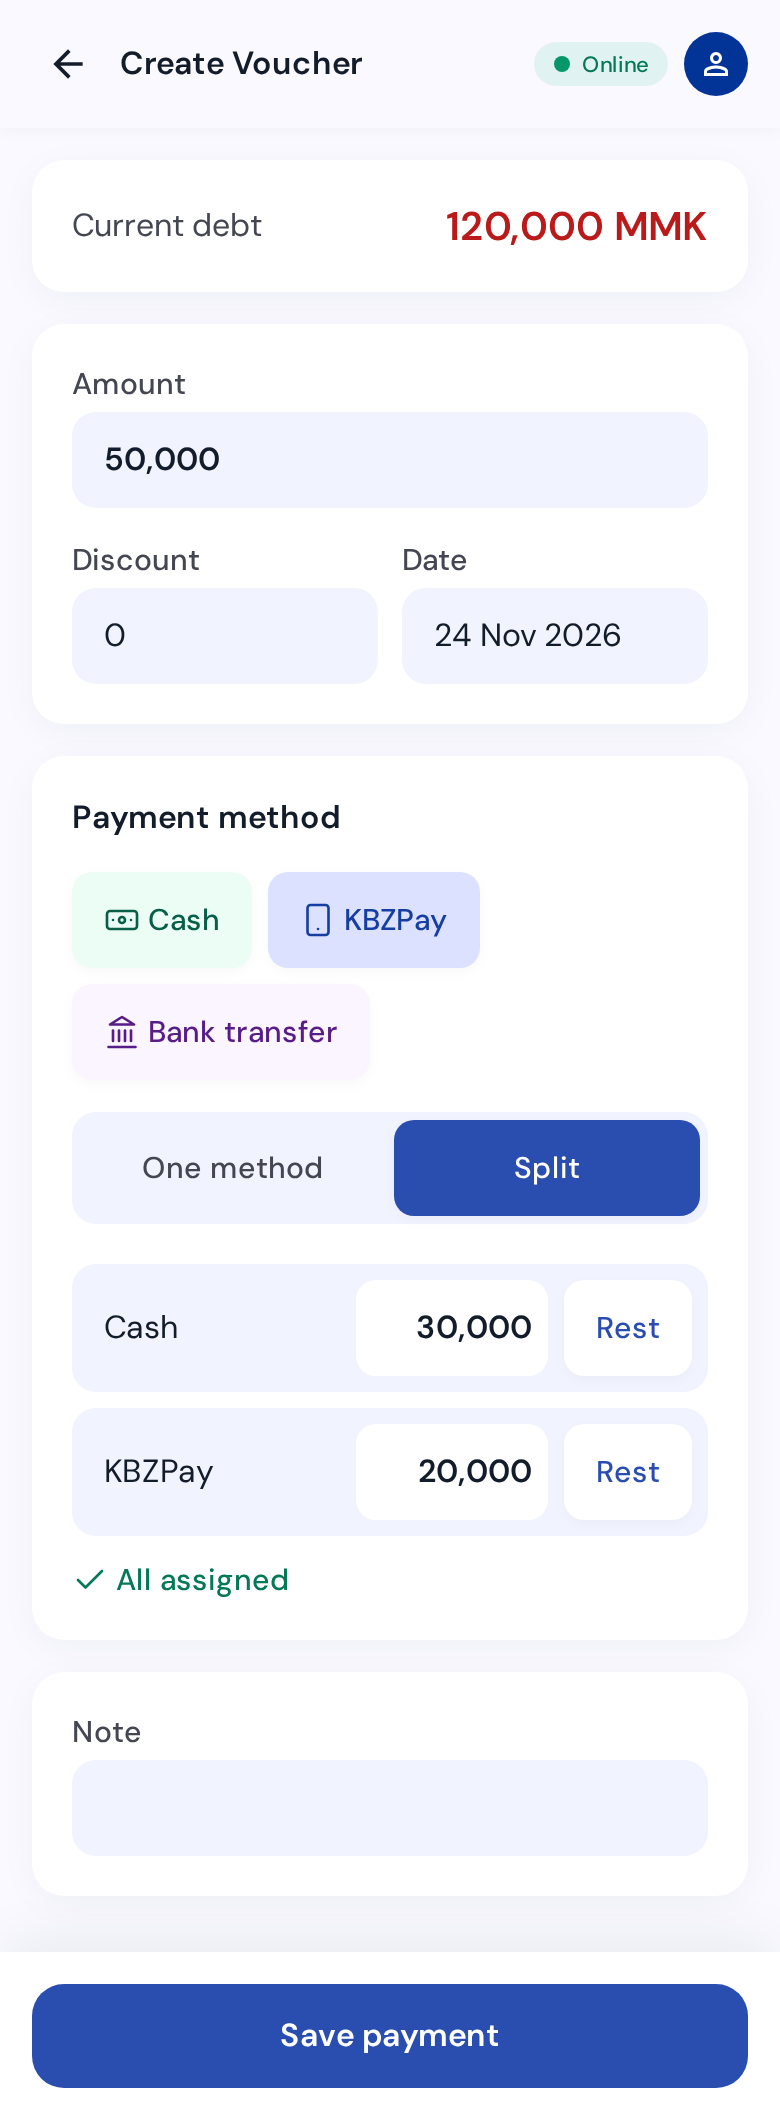 Create Voucher
Online
Current debt
120,000 MMK
Amount
50,000
Discount
Date
0
24 Nov 2026
Payment method
Cash
KBZPay
Bank transfer
One method
Split
Cash
30,000
Rest
KBZPay
20,000
Rest
All assigned
Note
Save payment